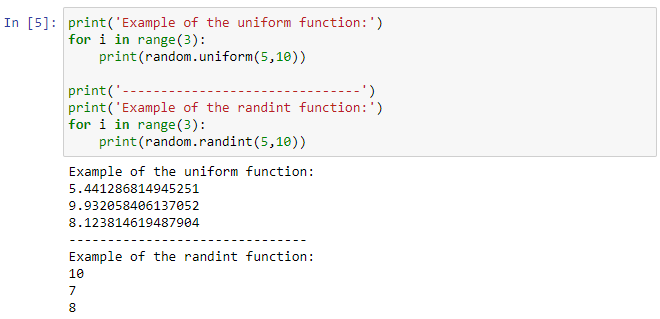 In [5]: print('Example of the uniform function:')
for i in range(3):
    print(random.uniform(5,10))
print('-------------------------------')
print('Example of the randint function:')
for i in range(3):
    print(random.randint(5,10))
Example of the uniform function:
5.441286814945251
9.932058406137052
8.123814619487904
-------------------------------
Example of the randint function:
10
7
8